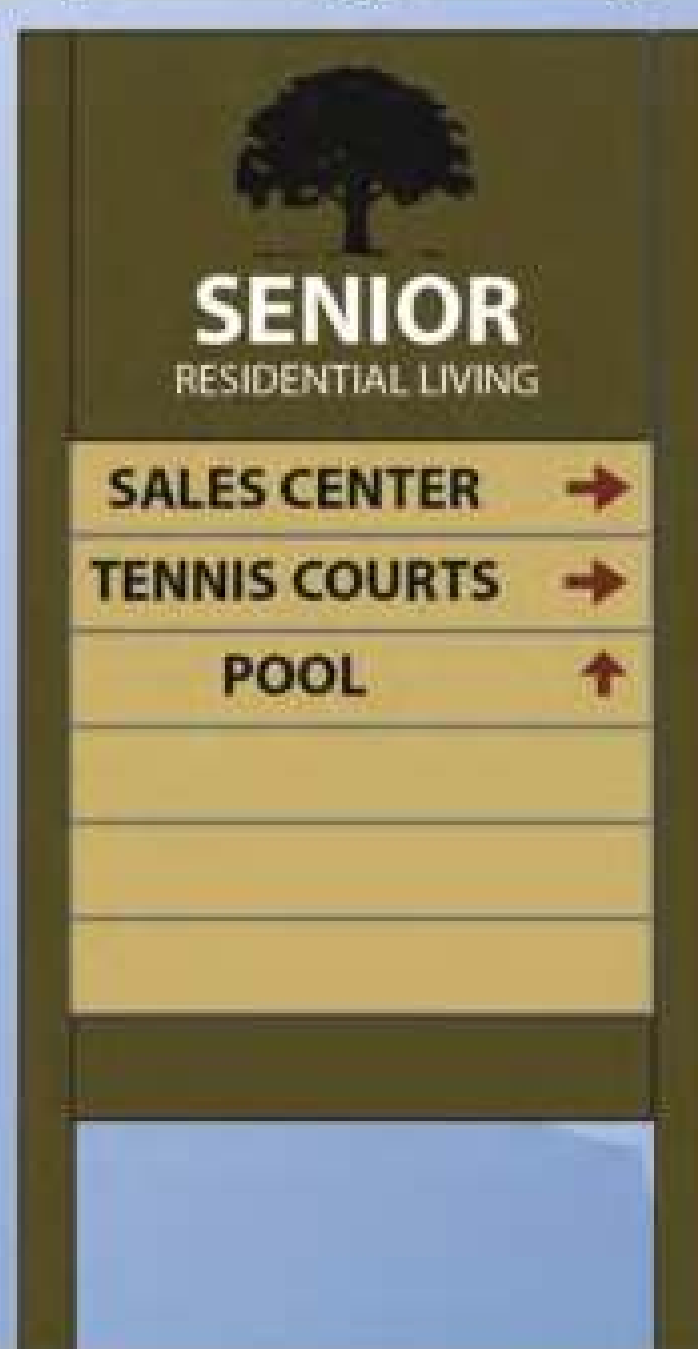 SENIOR
RESIDENTIAL LIVING
SALES CENTER →
TENNIS COURTS →
POOL ↑